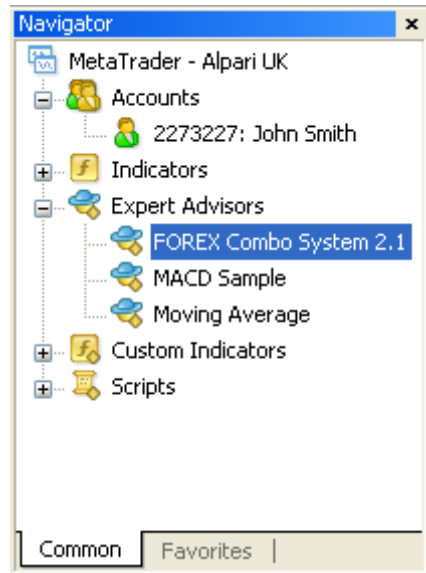 Navigator
MetaTrader - Alpari UK
Accounts
2273227: John Smith
Indicators
Expert Advisors
FOREX Combo System 2.1
MACD Sample
Moving Average
Custom Indicators
Scripts
Common Favorites